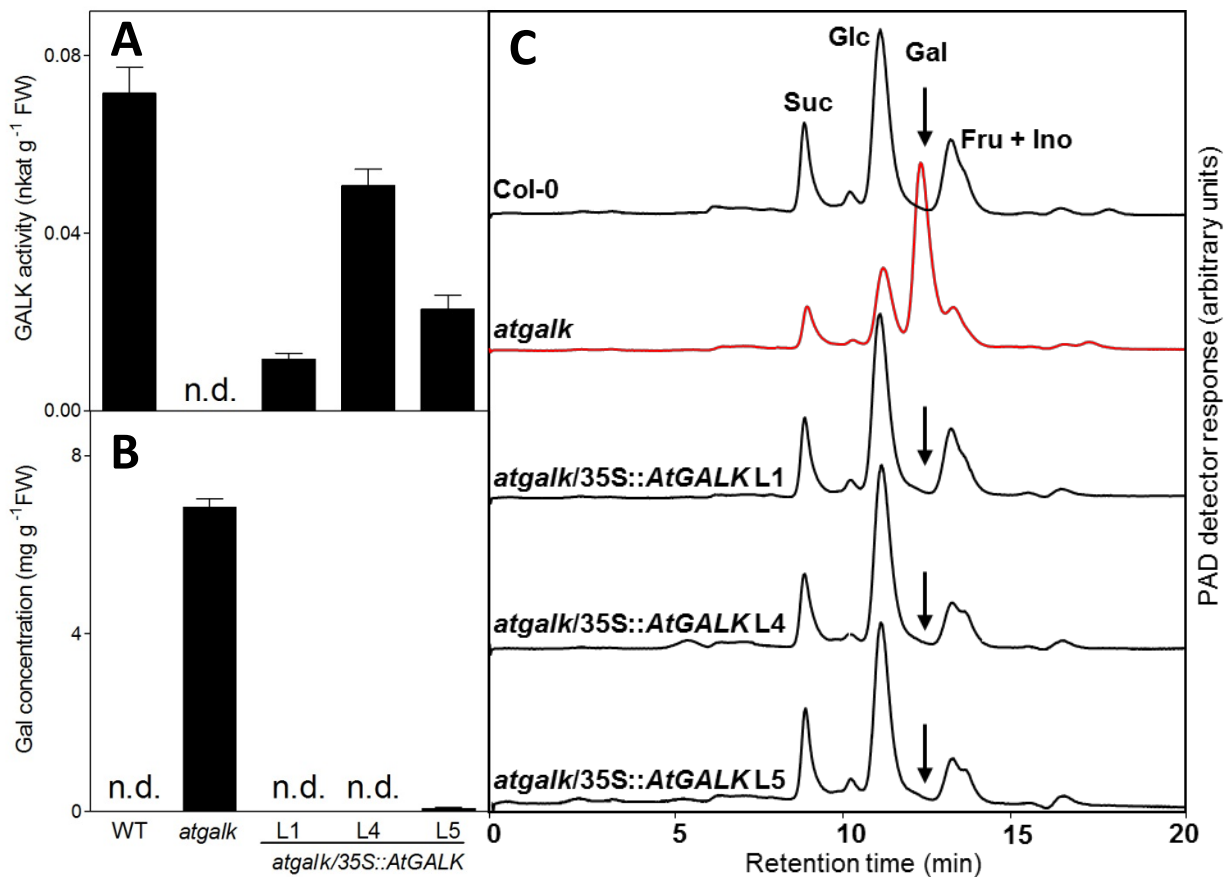 A
GALK activity (nkat g⁻¹ FW)
0.08
0.04
0.00
n.d.
B
Gal concentration (mg g⁻¹FW)
8
4
0
n.d.
n.d.
n.d.
WT
atgalk
L1
L4
L5
atgalk/35S::AtGALK
C
Suc
Glc
Gal
Fru + Ino
Col-0
atgalk
atgalk/35S::AtGALK L1
atgalk/35S::AtGALK L4
atgalk/35S::AtGALK L5
0
5
10
15
20
Retention time (min)
PAD detector response (arbitrary units)